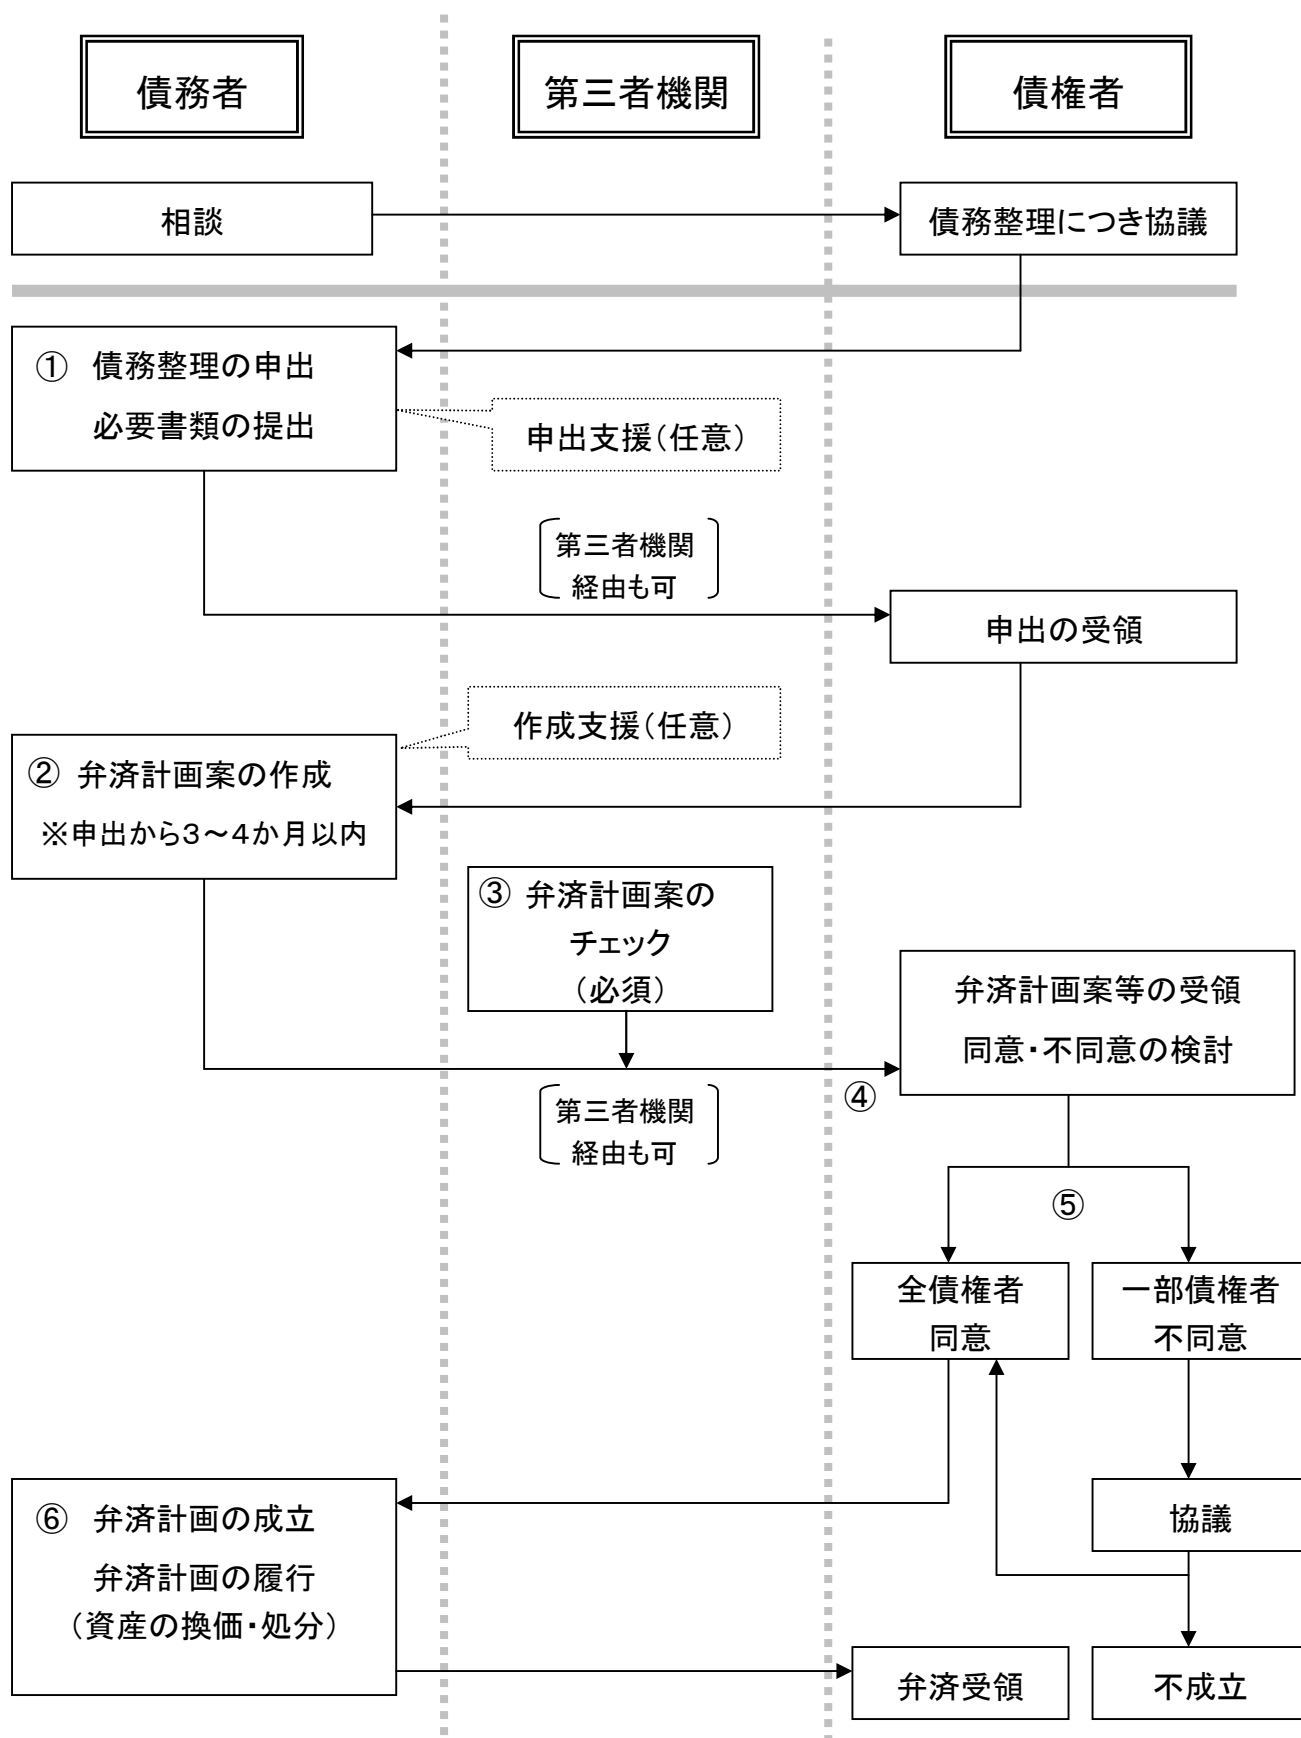 債務者
第三者機関
債権者
相談
債務整理につき協議
① 債務整理の申出
必要書類の提出
申出支援（任意）
第三者機関
経由も可
申出の受領
作成支援（任意）
② 弁済計画案の作成
※申出から３～４か月以内
③ 弁済計画案の
チェック
（必須）
弁済計画案等の受領
同意・不同意の検討
④
第三者機関
経由も可
⑤
全債権者
同意
一部債権者
不同意
協議
⑥ 弁済計画の成立
弁済計画の履行
（資産の換価・処分）
弁済受領
不成立